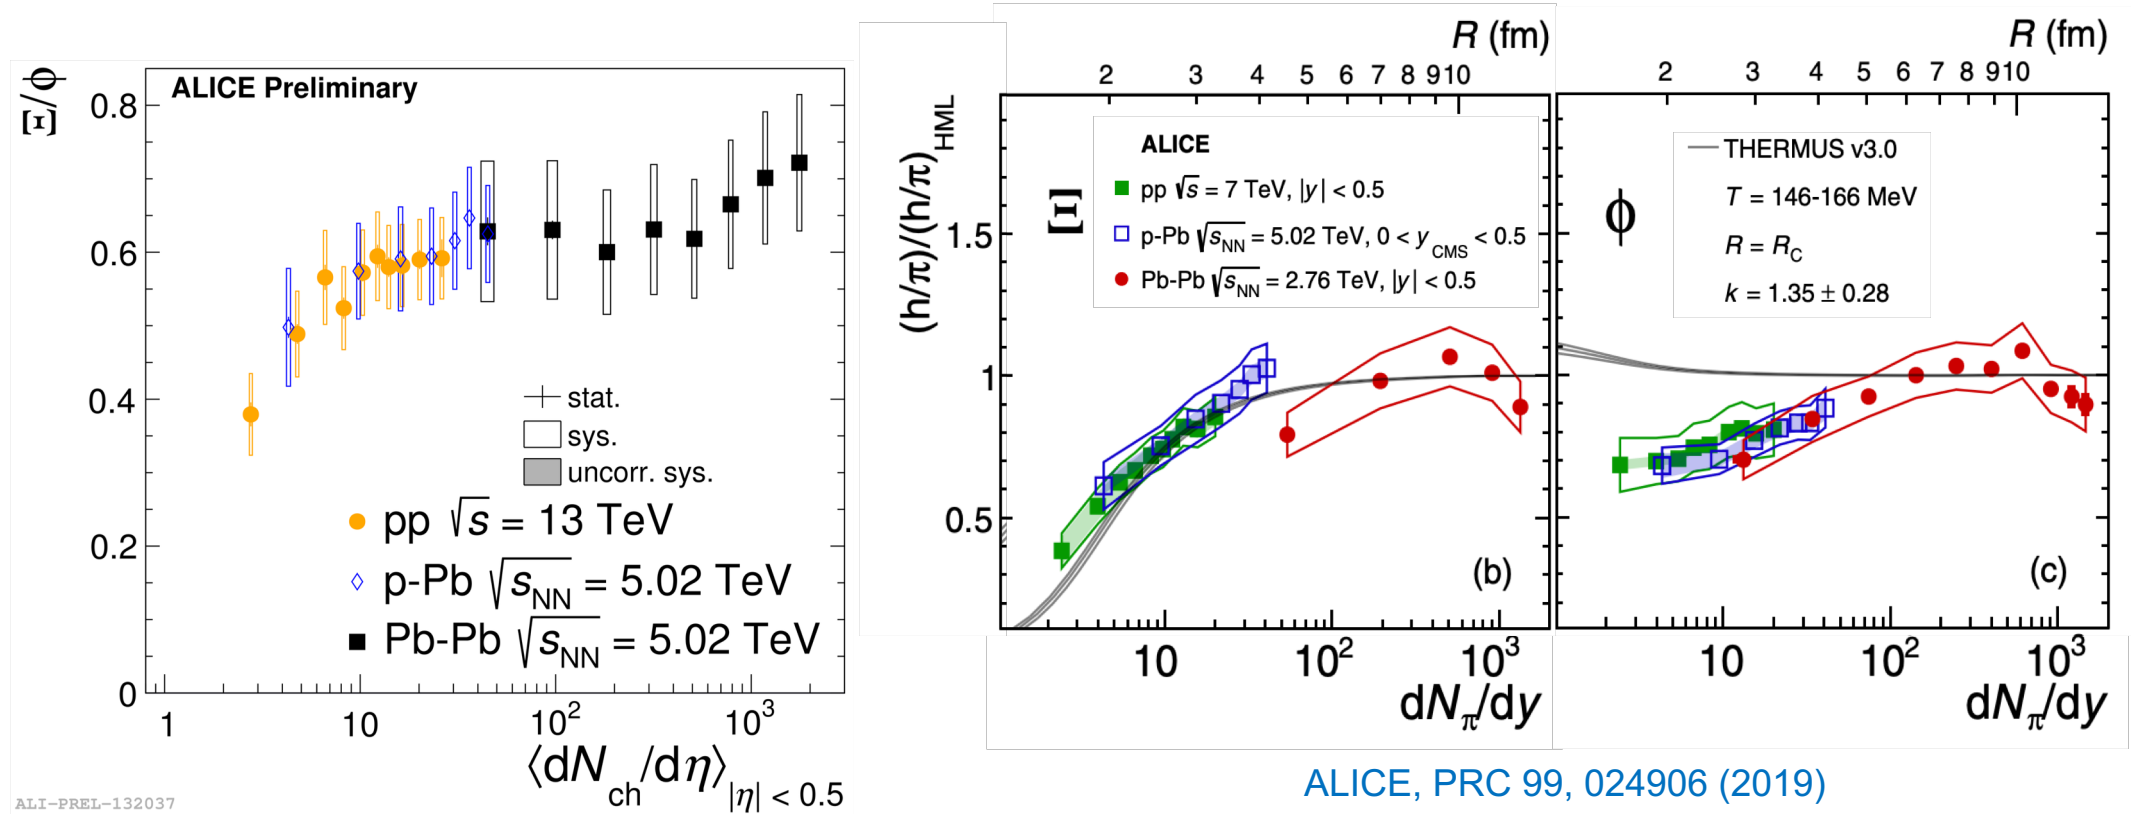 Ξ/ϕ
ALICE Preliminary
0.8
0.6
0.4
0.2
0
stat.
sys.
uncorr. sys.
pp √s = 13 TeV
p-Pb √sNN = 5.02 TeV
Pb-Pb √sNN = 5.02 TeV
1 10 10² 10³
⟨dNch/dη⟩|η| < 0.5
ALI-PREL-132037
R (fm)
2 3 4 5 6 7 8 9 10
(h/π)/(h/π)HML
1.5
1
0.5
ALICE
Ξ
pp √s = 7 TeV, |y| < 0.5
p-Pb √sNN = 5.02 TeV, 0 < yCMS < 0.5
Pb-Pb √sNN = 2.76 TeV, |y| < 0.5
(b)
10 10² 10³
dNπ/dy
R (fm)
2 3 4 5 6 7 8 9 10
THERMUS v3.0
ϕ
T = 146-166 MeV
R = RC
k = 1.35 ± 0.28
(c)
10 10² 10³
dNπ/dy
ALICE, PRC 99, 024906 (2019)